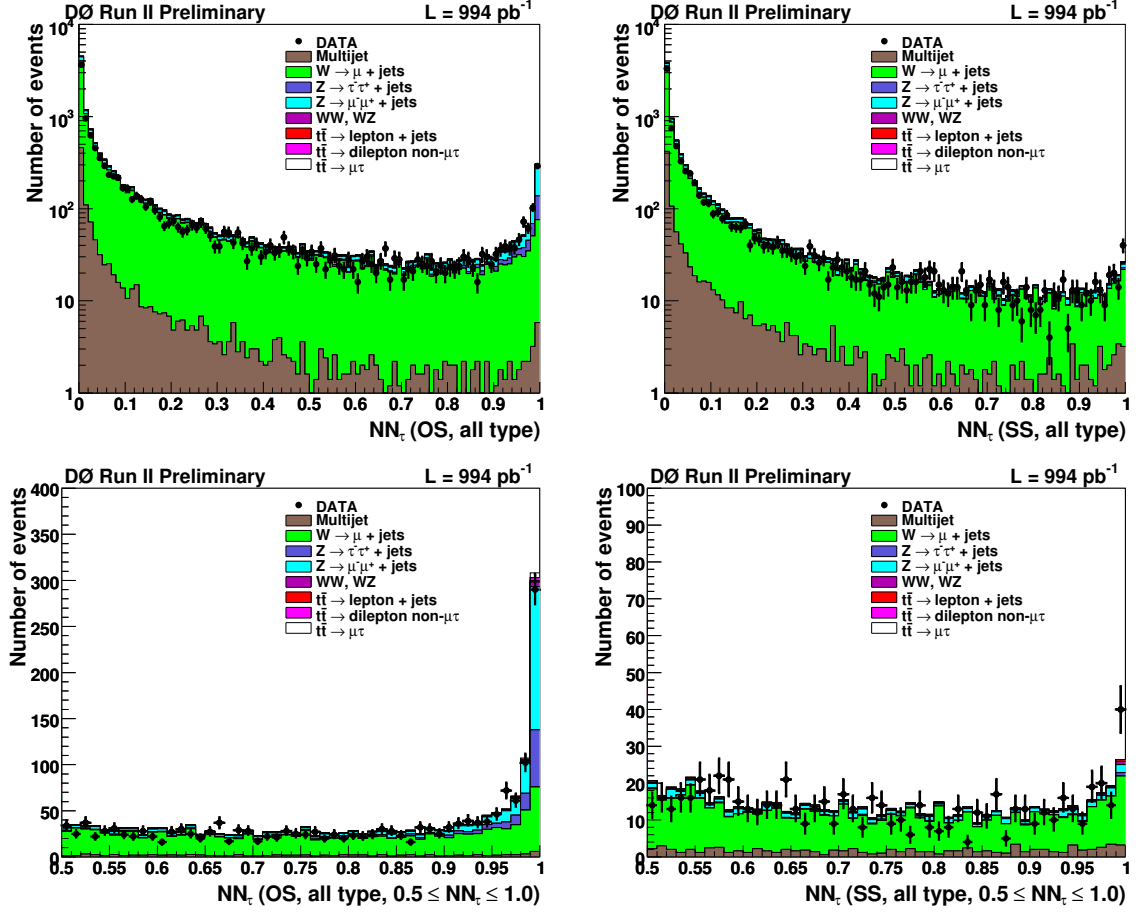 DØ Run II Preliminary L = 994 pb⁻¹
Number of events
10⁴
10³
10²
10
1
DATA
Multijet
W → μ + jets
Z → τ⁻τ⁺ + jets
Z → μ⁻μ⁺ + jets
WW, WZ
tt̄ → lepton + jets
tt̄ → dilepton non-μτ
tt̄ → μτ
0 0.1 0.2 0.3 0.4 0.5 0.6 0.7 0.8 0.9 1
NN_τ (OS, all type)
DØ Run II Preliminary L = 994 pb⁻¹
Number of events
10⁴
10³
10²
10
1
DATA
Multijet
W → μ + jets
Z → τ⁻τ⁺ + jets
Z → μ⁻μ⁺ + jets
WW, WZ
tt̄ → lepton + jets
tt̄ → dilepton non-μτ
tt̄ → μτ
0 0.1 0.2 0.3 0.4 0.5 0.6 0.7 0.8 0.9 1
NN_τ (SS, all type)
DØ Run II Preliminary L = 994 pb⁻¹
Number of events
400
350
300
250
200
150
100
50
0
DATA
Multijet
W → μ + jets
Z → τ⁻τ⁺ + jets
Z → μ⁻μ⁺ + jets
WW, WZ
tt̄ → lepton + jets
tt̄ → dilepton non-μτ
tt̄ → μτ
0.5 0.55 0.6 0.65 0.7 0.75 0.8 0.85 0.9 0.95 1
NN_τ (OS, all type, 0.5 ≤ NN_τ ≤ 1.0)
DØ Run II Preliminary L = 994 pb⁻¹
Number of events
100
90
80
70
60
50
40
30
20
10
0
DATA
Multijet
W → μ + jets
Z → τ⁻τ⁺ + jets
Z → μ⁻μ⁺ + jets
WW, WZ
tt̄ → lepton + jets
tt̄ → dilepton non-μτ
tt̄ → μτ
0.5 0.55 0.6 0.65 0.7 0.75 0.8 0.85 0.9 0.95 1
NN_τ (SS, all type, 0.5 ≤ NN_τ ≤ 1.0)